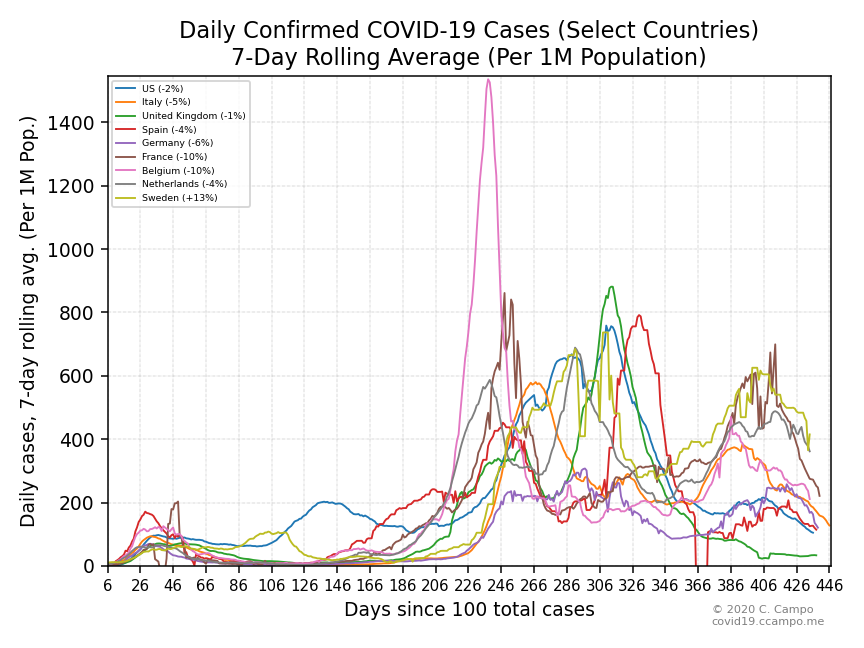 Daily Confirmed COVID-19 Cases (Select Countries)
7-Day Rolling Average (Per 1M Population)
Daily cases, 7-day rolling avg. (Per 1M Pop.)
1400
1200
1000
800
600
400
200
0
US (-2%)
Italy (-5%)
United Kingdom (-1%)
Spain (-4%)
Germany (-6%)
France (-10%)
Belgium (-10%)
Netherlands (-4%)
Sweden (+13%)
6 26 46 66 86 106 126 146 166 186 206 226 246 266 286 306 326 346 366 386 406 426 446
Days since 100 total cases
© 2020 C. Campo
covid19.ccampo.me